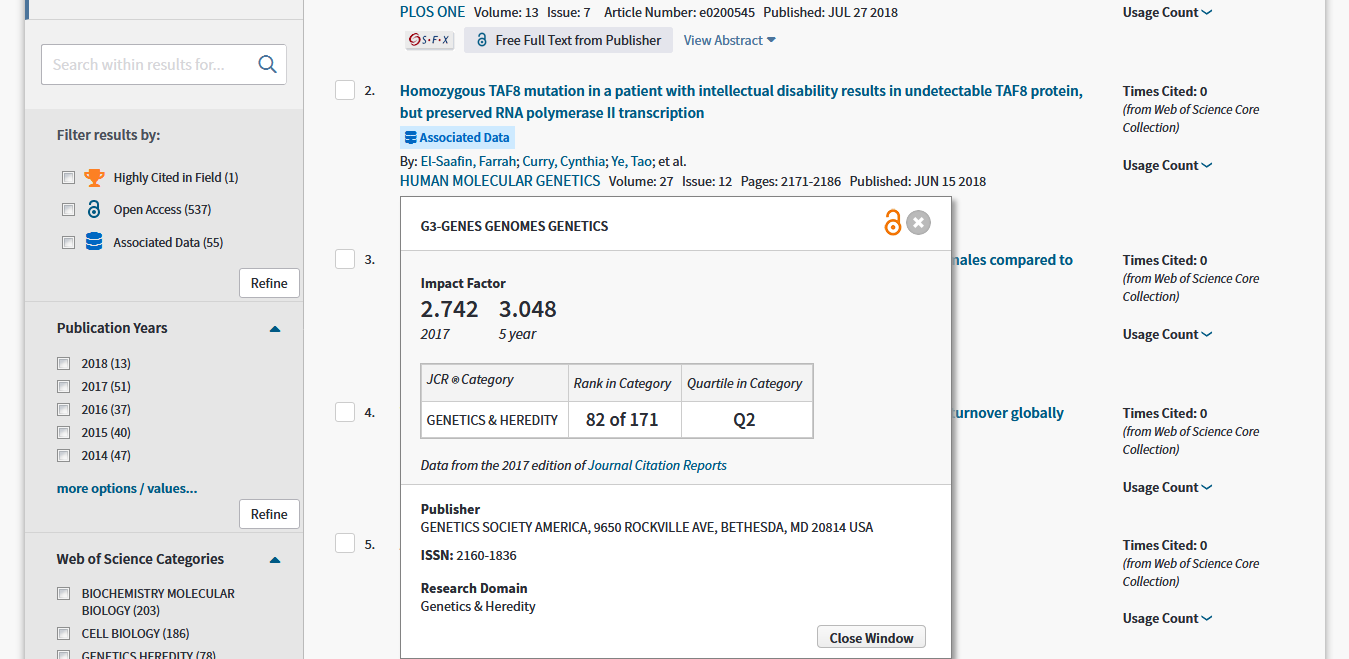 PLOS ONE Volume: 13 Issue: 7 Article Number: e0200545 Published: JUL 27 2018
Usage Count
S·F·X Free Full Text from Publisher View Abstract
Search within results for...
2. Homozygous TAF8 mutation in a patient with intellectual disability results in undetectable TAF8 protein,
but preserved RNA polymerase II transcription
Associated Data
By: El-Saafin, Farrah; Curry, Cynthia; Ye, Tao; et al.
HUMAN MOLECULAR GENETICS Volume: 27 Issue: 12 Pages: 2171-2186 Published: JUN 15 2018
Times Cited: 0
(from Web of Science Core
Collection)
Usage Count
Filter results by:
Highly Cited in Field (1)
Open Access (537)
Associated Data (55)
Refine
Publication Years
2018 (13)
2017 (51)
2016 (37)
2015 (40)
2014 (47)
more options / values...
Refine
Web of Science Categories
BIOCHEMISTRY MOLECULAR
BIOLOGY (203)
CELL BIOLOGY (186)
GENETICS HEREDITY (78)
G3-GENES GENOMES GENETICS
Impact Factor
2.742 3.048
2017 5 year
JCR ® Category Rank in Category Quartile in Category
GENETICS & HEREDITY 82 of 171 Q2
Data from the 2017 edition of Journal Citation Reports
Publisher
GENETICS SOCIETY AMERICA, 9650 ROCKVILLE AVE, BETHESDA, MD 20814 USA
ISSN: 2160-1836
Research Domain
Genetics & Heredity
Close Window
3. males compared to
Times Cited: 0
(from Web of Science Core
Collection)
Usage Count
4. turnover globally
Times Cited: 0
(from Web of Science Core
Collection)
Usage Count
5.
Times Cited: 0
(from Web of Science Core
Collection)
Usage Count